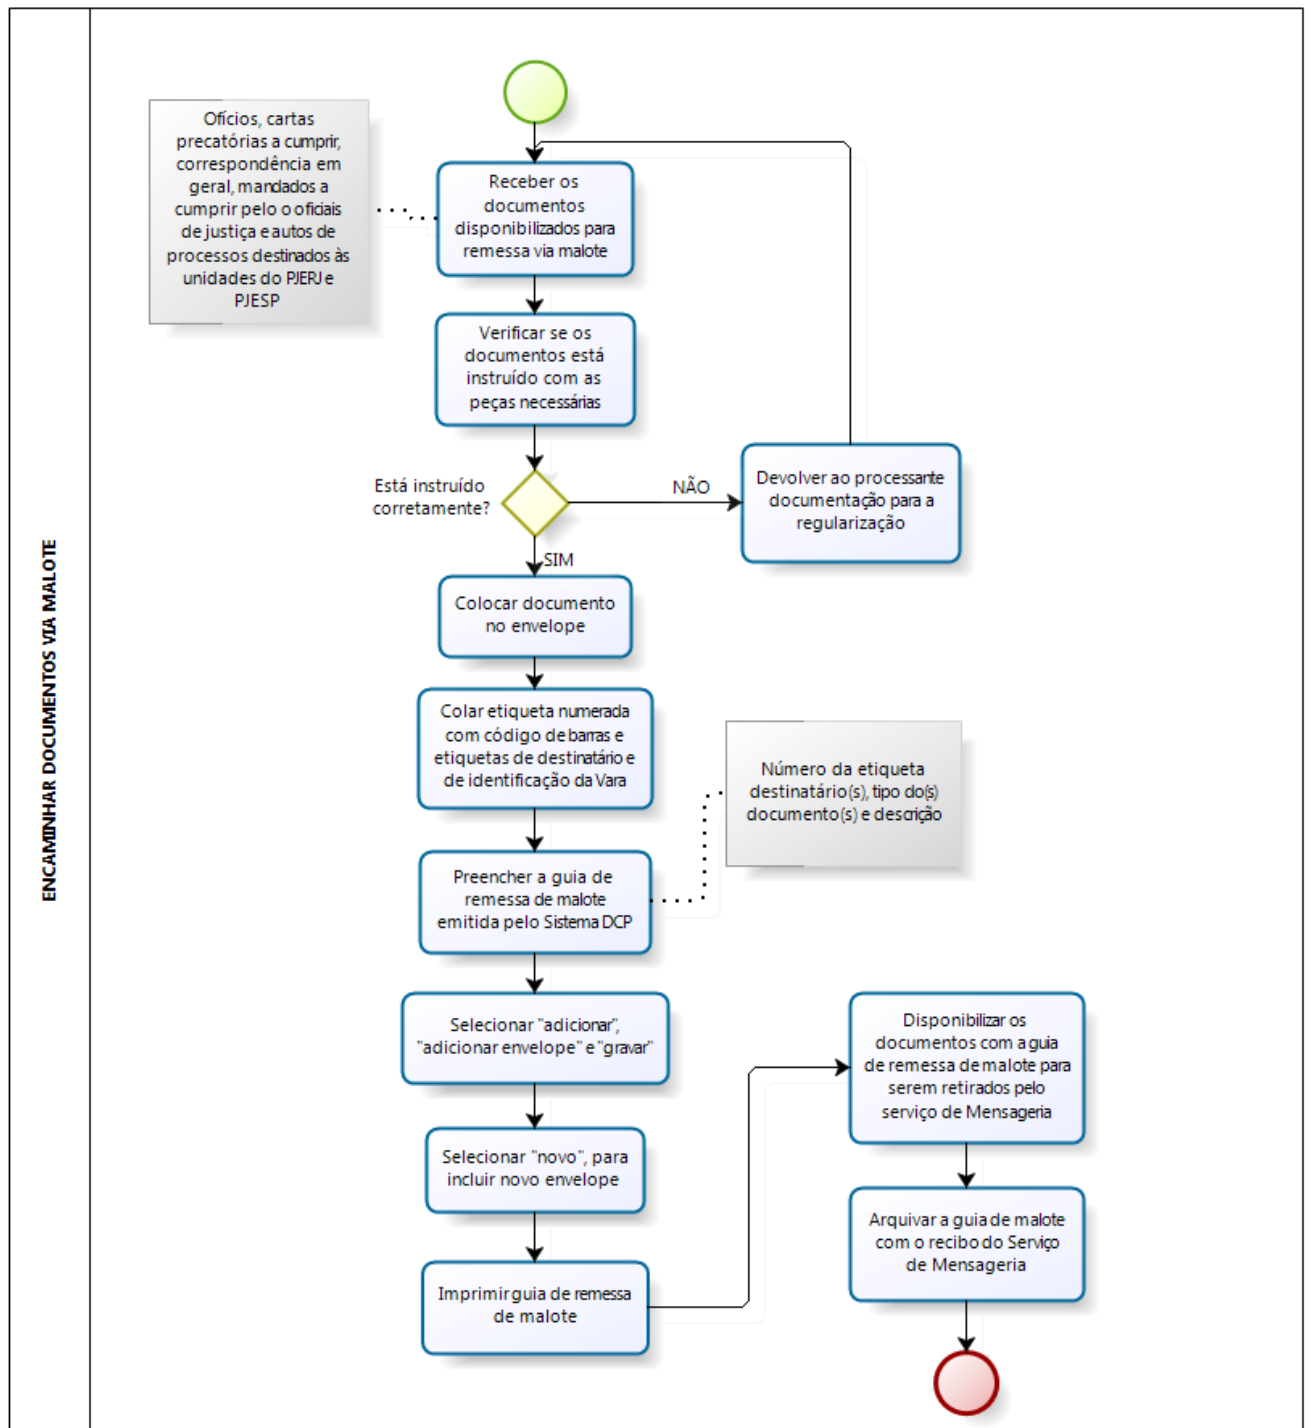 ENCAMINHAR DOCUMENTOS VIA MALOTE
Ofícios, cartas
precatórias a cumprir,
correspondência em
geral, mandados a
cumprir pelo o oficiais
de justiça e autos de
processos destinados às
unidades do PJERJ e
PJESP
Receber os
documentos
disponibilizados para
remessa via malote
Verificar se os
documentos está
instruído com as
peças necessárias
Está instruído
corretamente?
NÃO
Devolver ao processante
documentação para a
regularização
SIM
Colocar documento
no envelope
Colar etiqueta numerada
com código de barras e
etiquetas de destinatário e
de identificação da Vara
Número da etiqueta
destinatário(s), tipo do(s)
documento(s) e descrição
Preencher a guia de
remessa de malote
emitida pelo Sistema DCP
Selecionar "adicionar",
"adicionar envelope" e "gravar"
Selecionar "novo", para
incluir novo envelope
Imprimir guia de remessa
de malote
Disponibilizar os
documentos com a guia
de remessa de malote para
serem retirados pelo
serviço de Mensageria
Arquivar a guia de malote
com o recibo do Serviço
de Mensageria